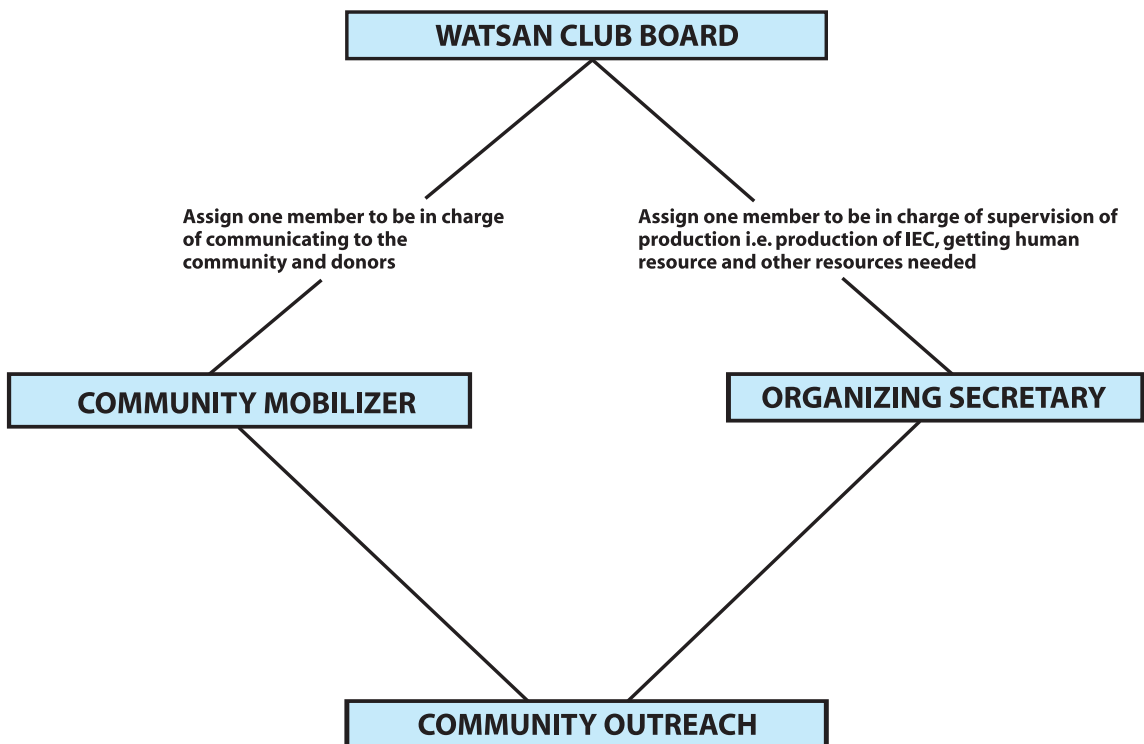 WATSAN CLUB BOARD
Assign one member to be in charge
of communicating to the
community and donors
Assign one member to be in charge of supervision of
production i.e. production of IEC, getting human
resource and other resources needed
COMMUNITY MOBILIZER
ORGANIZING SECRETARY
COMMUNITY OUTREACH